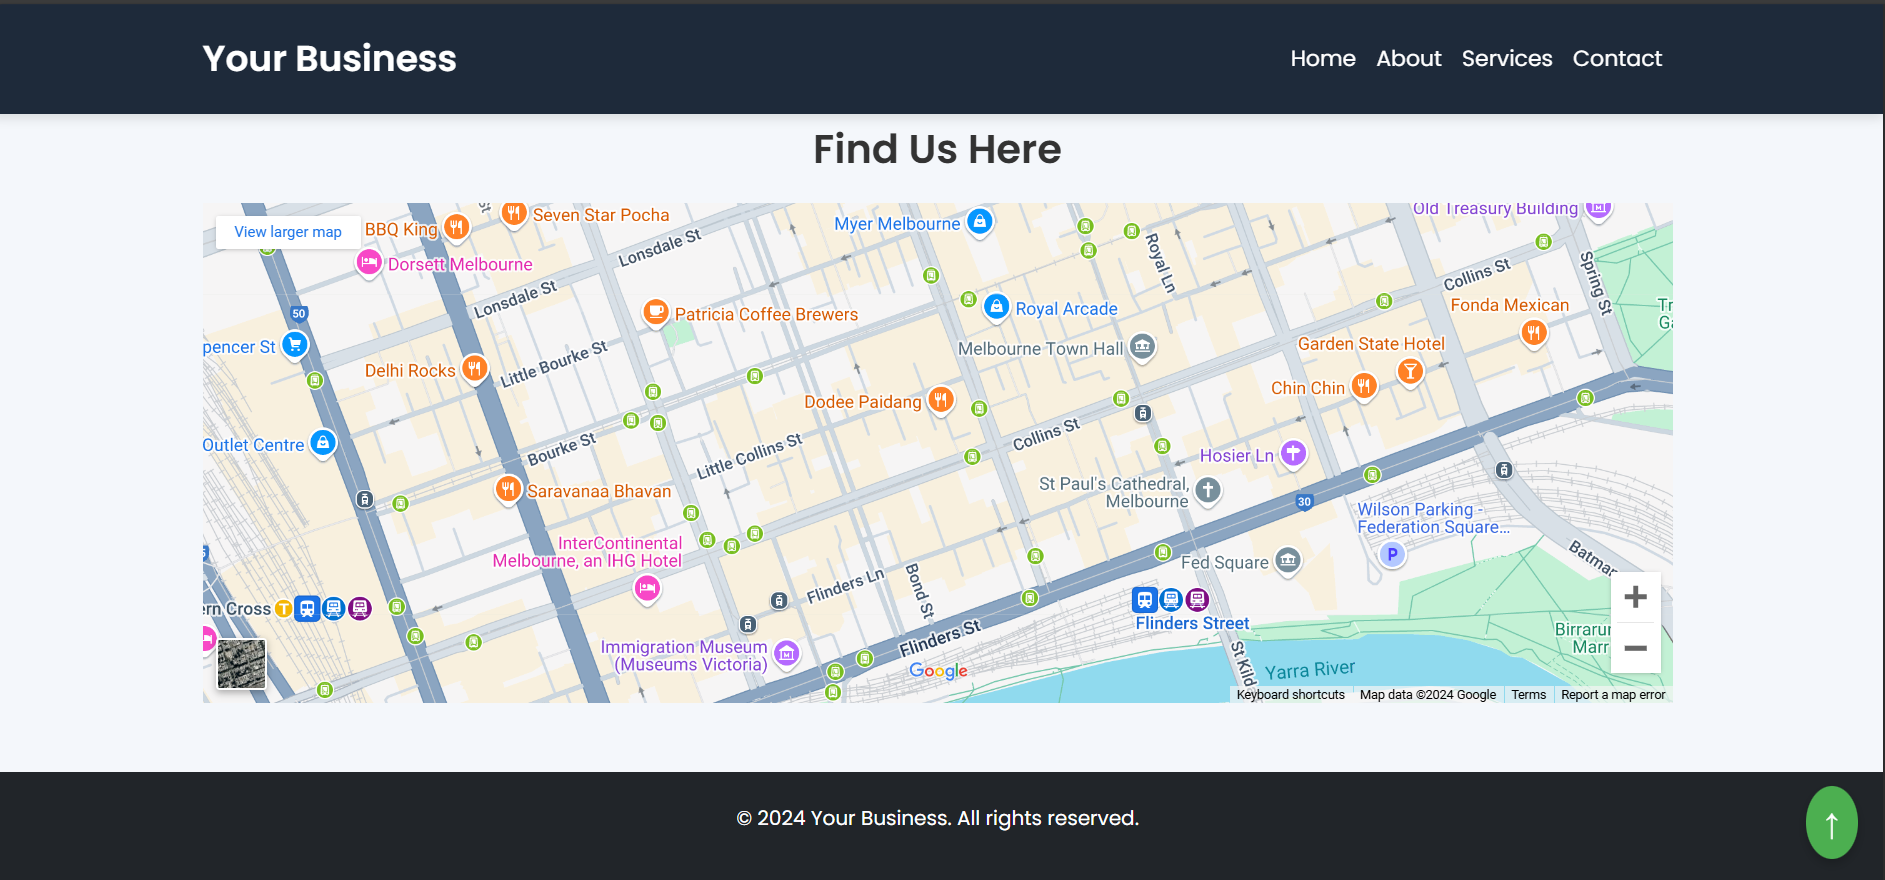 Your Business
Home About Services Contact
Find Us Here
View larger map
BBQ King
Seven Star Pocha
Myer Melbourne
Old Treasury Building
Dorsett Melbourne
Lonsdale St
Royal Ln
Spring St
Collins St
Lonsdale St
50
Patricia Coffee Brewers
Royal Arcade
Fonda Mexican
pencer St
Little Bourke St
Melbourne Town Hall
Garden State Hotel
Delhi Rocks
Dodee Paidang
Chin Chin
Outlet Centre
Bourke St
Little Collins St
Collins St
Hosier Ln
Saravanaa Bhavan
St Paul's Cathedral,
Melbourne
30
Wilson Parking -
Federation Square...
P
InterContinental
Melbourne, an IHG Hotel
Fed Square
Batmar
Flinders Ln
Bond St
ern Cross T
Flinders Street
Immigration Museum
(Museums Victoria)
Flinders St
Birrarur
Marr
St Kild
Yarra River
Google
Keyboard shortcuts Map data ©2024 Google Terms Report a map error
© 2024 Your Business. All rights reserved.